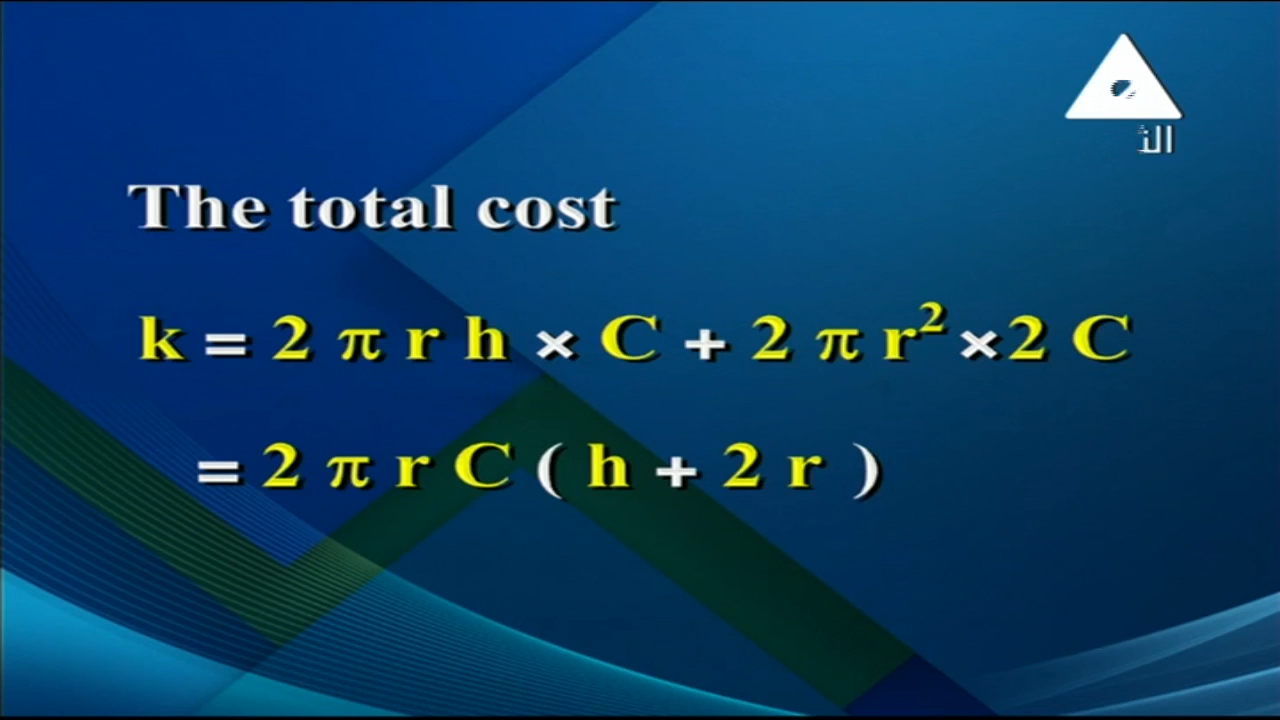 The total cost
k = 2 π r h × C + 2 π r² × 2 C
= 2 π r C ( h + 2 r )